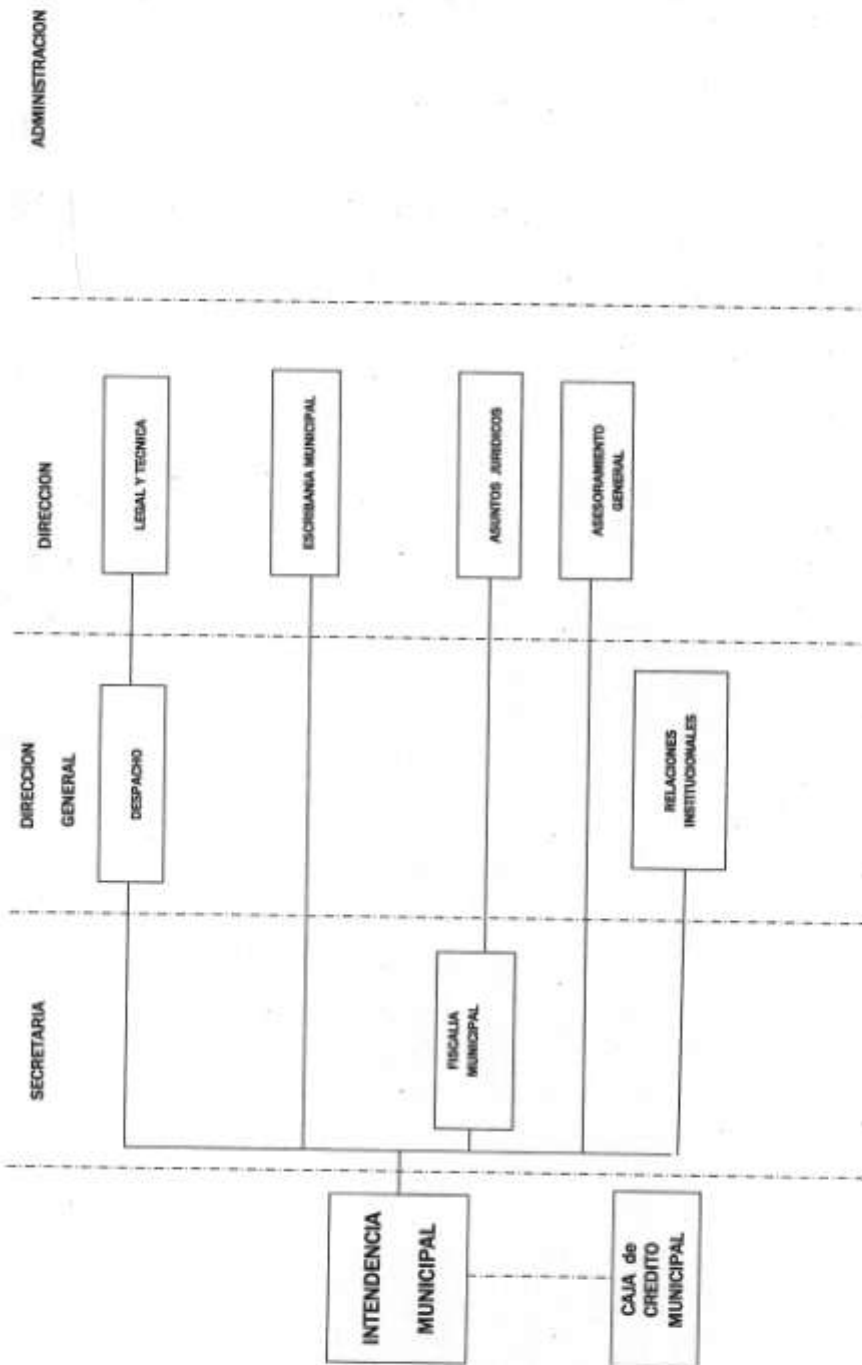 SECRETARIA
DIRECCION
GENERAL
DIRECCION
ADMINISTRACION
DESPACHO
LEGAL Y TECNICA
ESCRIBANIA MUNICIPAL
INTENDENCIA
MUNICIPAL
FISCALIA
MUNICIPAL
ASUNTOS JURIDICOS
ASESORAMIENTO
GENERAL
CAJA de
CREDITO
MUNICIPAL
RELACIONES
INSTITUCIONALES